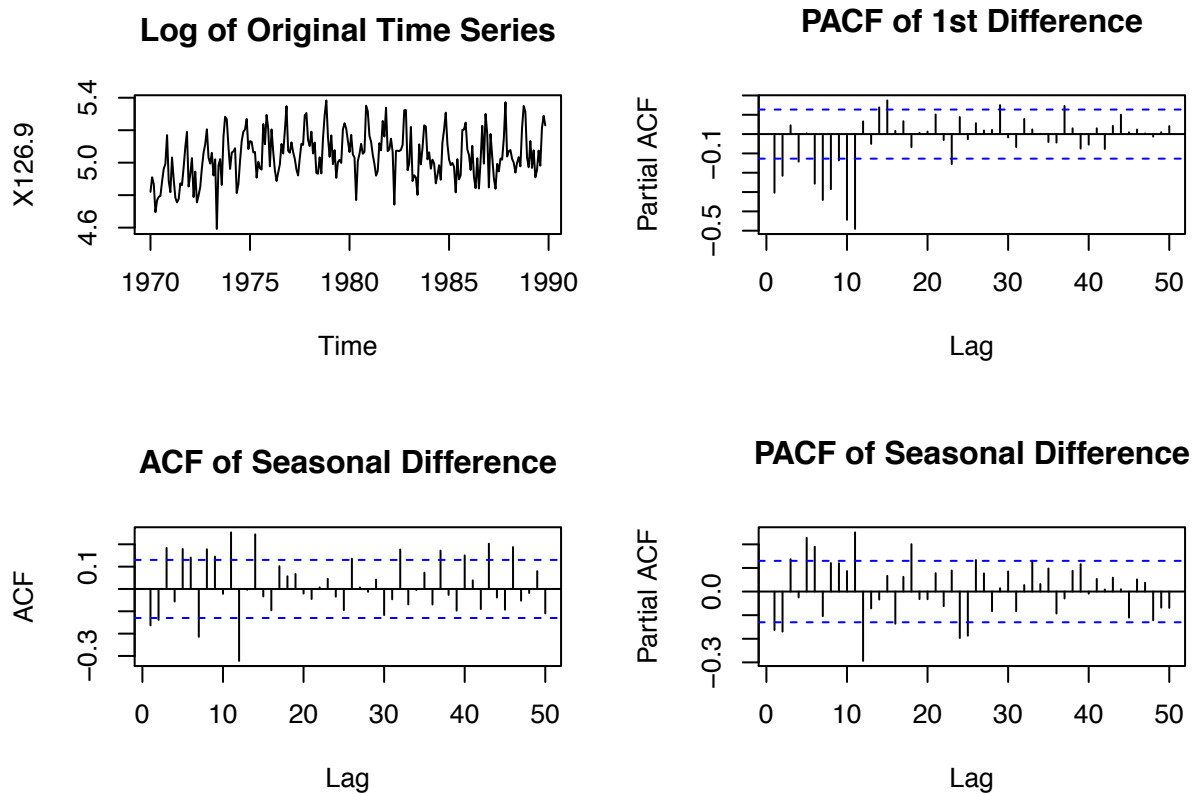 Log of Original Time Series
X126.9
4.6 5.0 5.4
1970 1975 1980 1985 1990
Time
PACF of 1st Difference
Partial ACF
−0.5 −0.1
0 10 20 30 40 50
Lag
ACF of Seasonal Difference
ACF
−0.3 0.1
0 10 20 30 40 50
Lag
PACF of Seasonal Difference
Partial ACF
−0.3 0.0
0 10 20 30 40 50
Lag